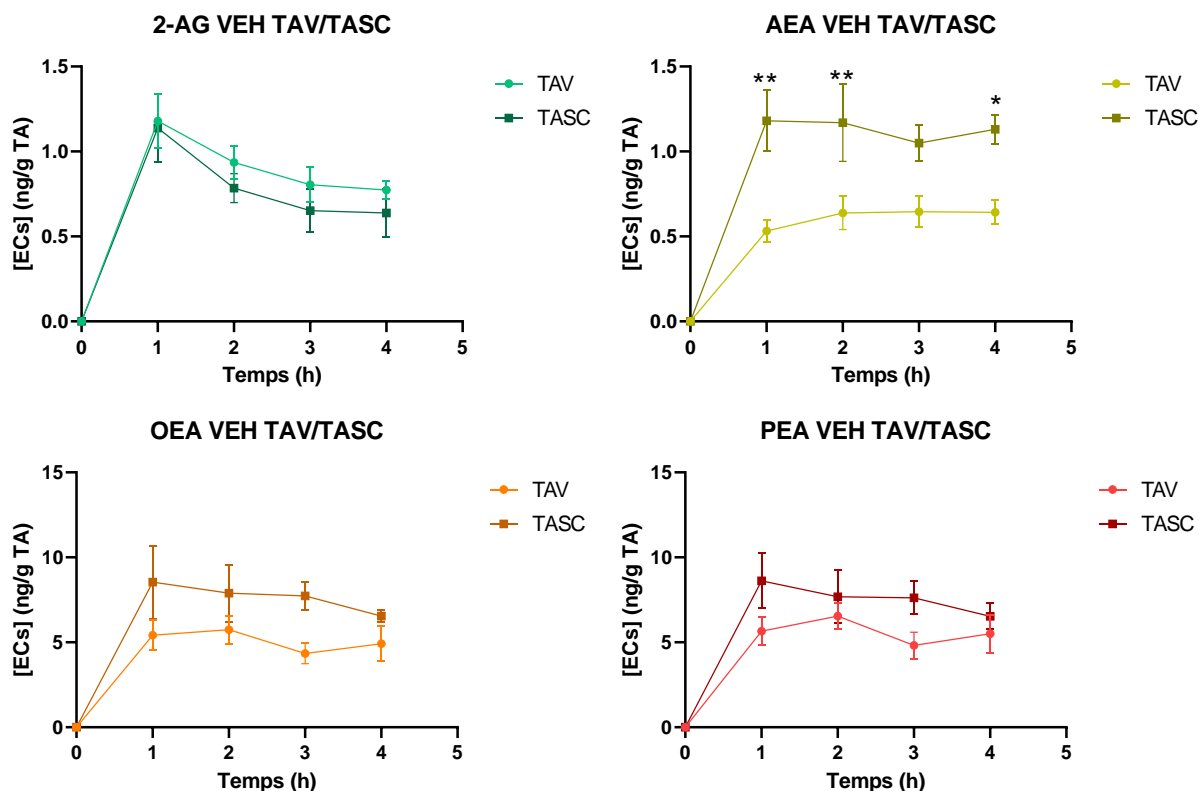 2-AG VEH TAV/TASC
[ECs] (ng/g TA)
1.5
1.0
0.5
0.0
0 1 2 3 4 5
Temps (h)
TAV
TASC
AEA VEH TAV/TASC
[ECs] (ng/g TA)
1.5
1.0
0.5
0.0
** ** *
0 1 2 3 4 5
Temps (h)
TAV
TASC
OEA VEH TAV/TASC
[ECs] (ng/g TA)
15
10
5
0
0 1 2 3 4 5
Temps (h)
TAV
TASC
PEA VEH TAV/TASC
[ECs] (ng/g TA)
15
10
5
0
0 1 2 3 4 5
Temps (h)
TAV
TASC